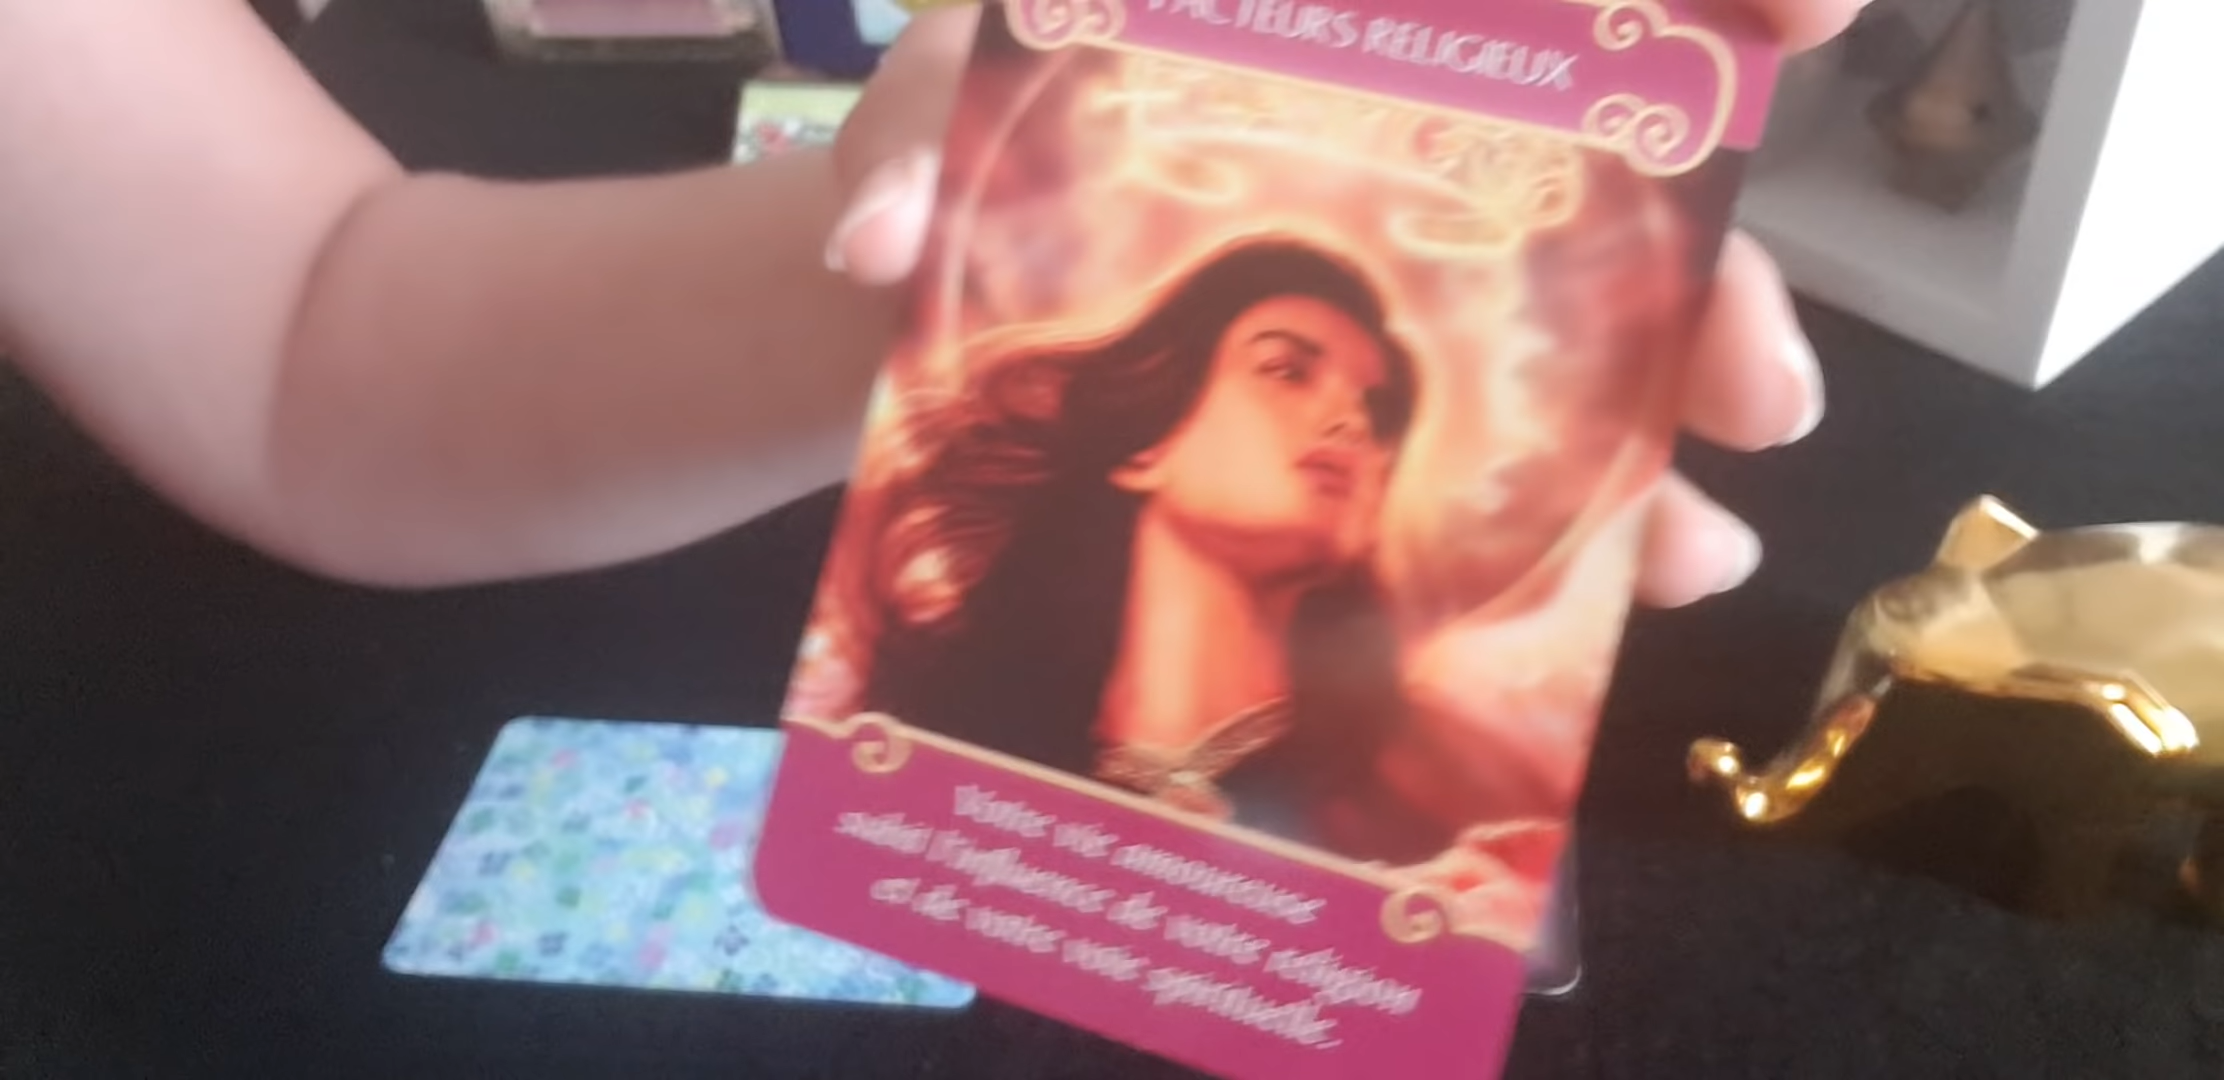 FACTEURS RELIGIEUX
Votre vie amoureuse
subit l'influence de votre religion
et de votre voie spirituelle.